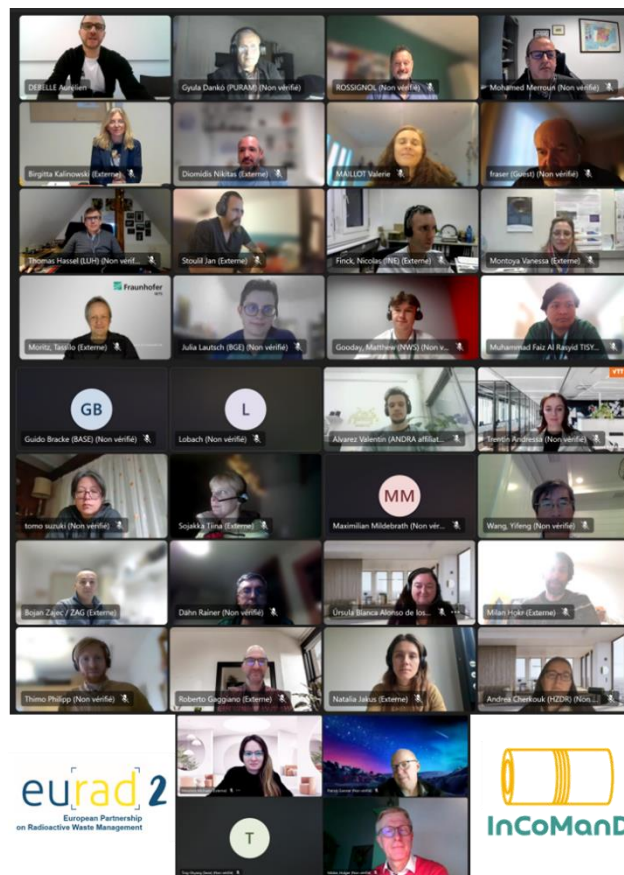 DEBELLE Aurélien
Gyula Dankó (PURAM) (Non vérifié)
ROSSIGNOL (Non vérifié)
Mohamed Merroun (Non vérifié)
Birgitta Kalinowski (Externe)
Diomidis Nikitas (Externe)
MAILLOT Valerie
fraser (Guest) (Non vérifié)
Thomas Hassel (LUH) (Non vérif...
Stoulil Jan (Externe)
Finck, Nicolas (INE) (Externe)
Montoya Vanessa (Externe)
Fraunhofer
Moritz, Tassilo (Externe)
Julia Lautsch (BGE) (Non vérifié)
Gooday, Matthew (NWS) (Non v...
Muhammad Faiz Al Rasyid TISY...
GB
L
Guido Bracke (BASE) (Non vérifié)
Lobach (Non vérifié)
Alvarez Valentin (ANDRA affiliat...
Trentin Andressa (Non vérifié)
MM
tomo suzuki (Non vérifié)
Sojakka Tiina (Externe)
Maximilian Mildebrath (Non vér...
Wang, Yifeng (Non vérifié)
Bojan Zajec / ZAG (Externe)
Dähn Rainer (Non vérifié)
Úrsula Blanca Alonso de los...
Milan Hokr (Externe)
Thimo Philipp (Non vérifié)
Roberto Gaggiano (Externe)
Natalia Jakus (Externe)
Andrea Cherkouk (HZDR) (Non...
eurad 2
European Partnership
on Radioactive Waste Management
T
InCoManD